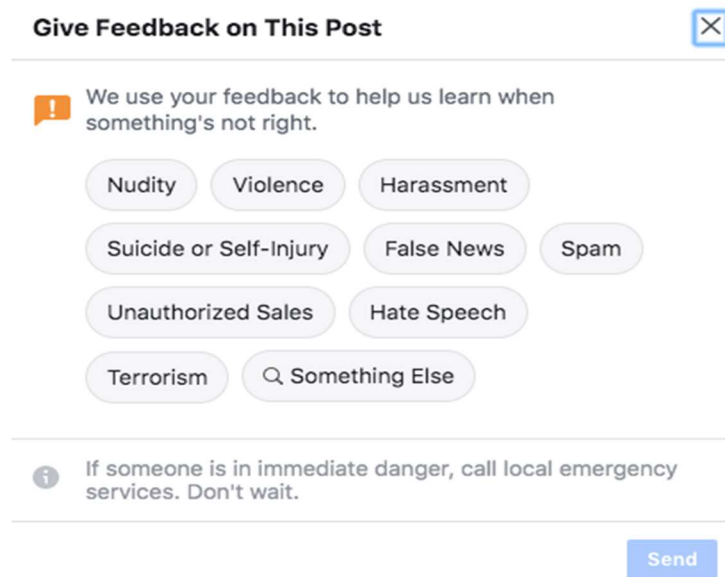 Give Feedback on This Post
We use your feedback to help us learn when
something's not right.
Nudity Violence Harassment
Suicide or Self-Injury False News Spam
Unauthorized Sales Hate Speech
Terrorism Something Else
If someone is in immediate danger, call local emergency
services. Don't wait.
Send